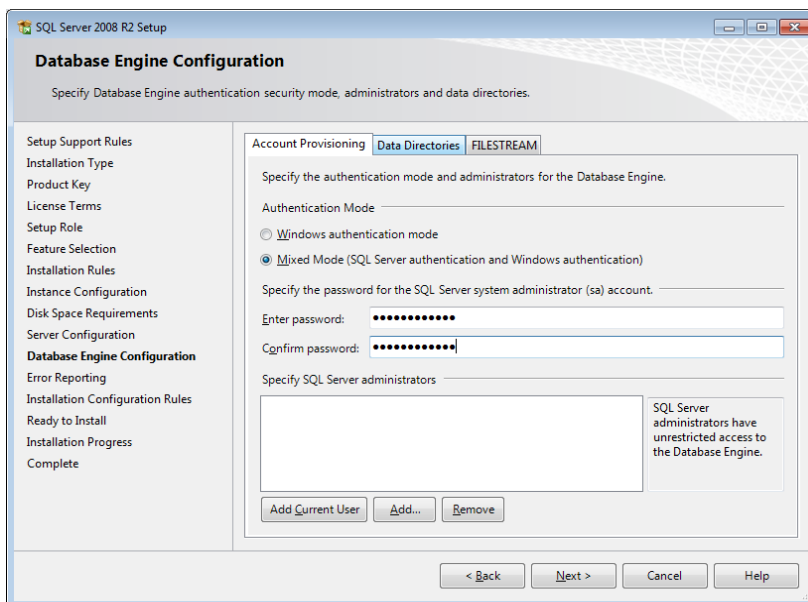 SQL Server 2008 R2 Setup
Database Engine Configuration
Specify Database Engine authentication security mode, administrators and data directories.
Setup Support Rules
Installation Type
Product Key
License Terms
Setup Role
Feature Selection
Installation Rules
Instance Configuration
Disk Space Requirements
Server Configuration
Database Engine Configuration
Error Reporting
Installation Configuration Rules
Ready to Install
Installation Progress
Complete
Account Provisioning Data Directories FILESTREAM
Specify the authentication mode and administrators for the Database Engine.
Authentication Mode
Windows authentication mode
Mixed Mode (SQL Server authentication and Windows authentication)
Specify the password for the SQL Server system administrator (sa) account.
Enter password: ●●●●●●●●●●●●
Confirm password: ●●●●●●●●●●●●
Specify SQL Server administrators
SQL Server
administrators have
unrestricted access to
the Database Engine.
Add Current User Add... Remove
< Back Next > Cancel Help